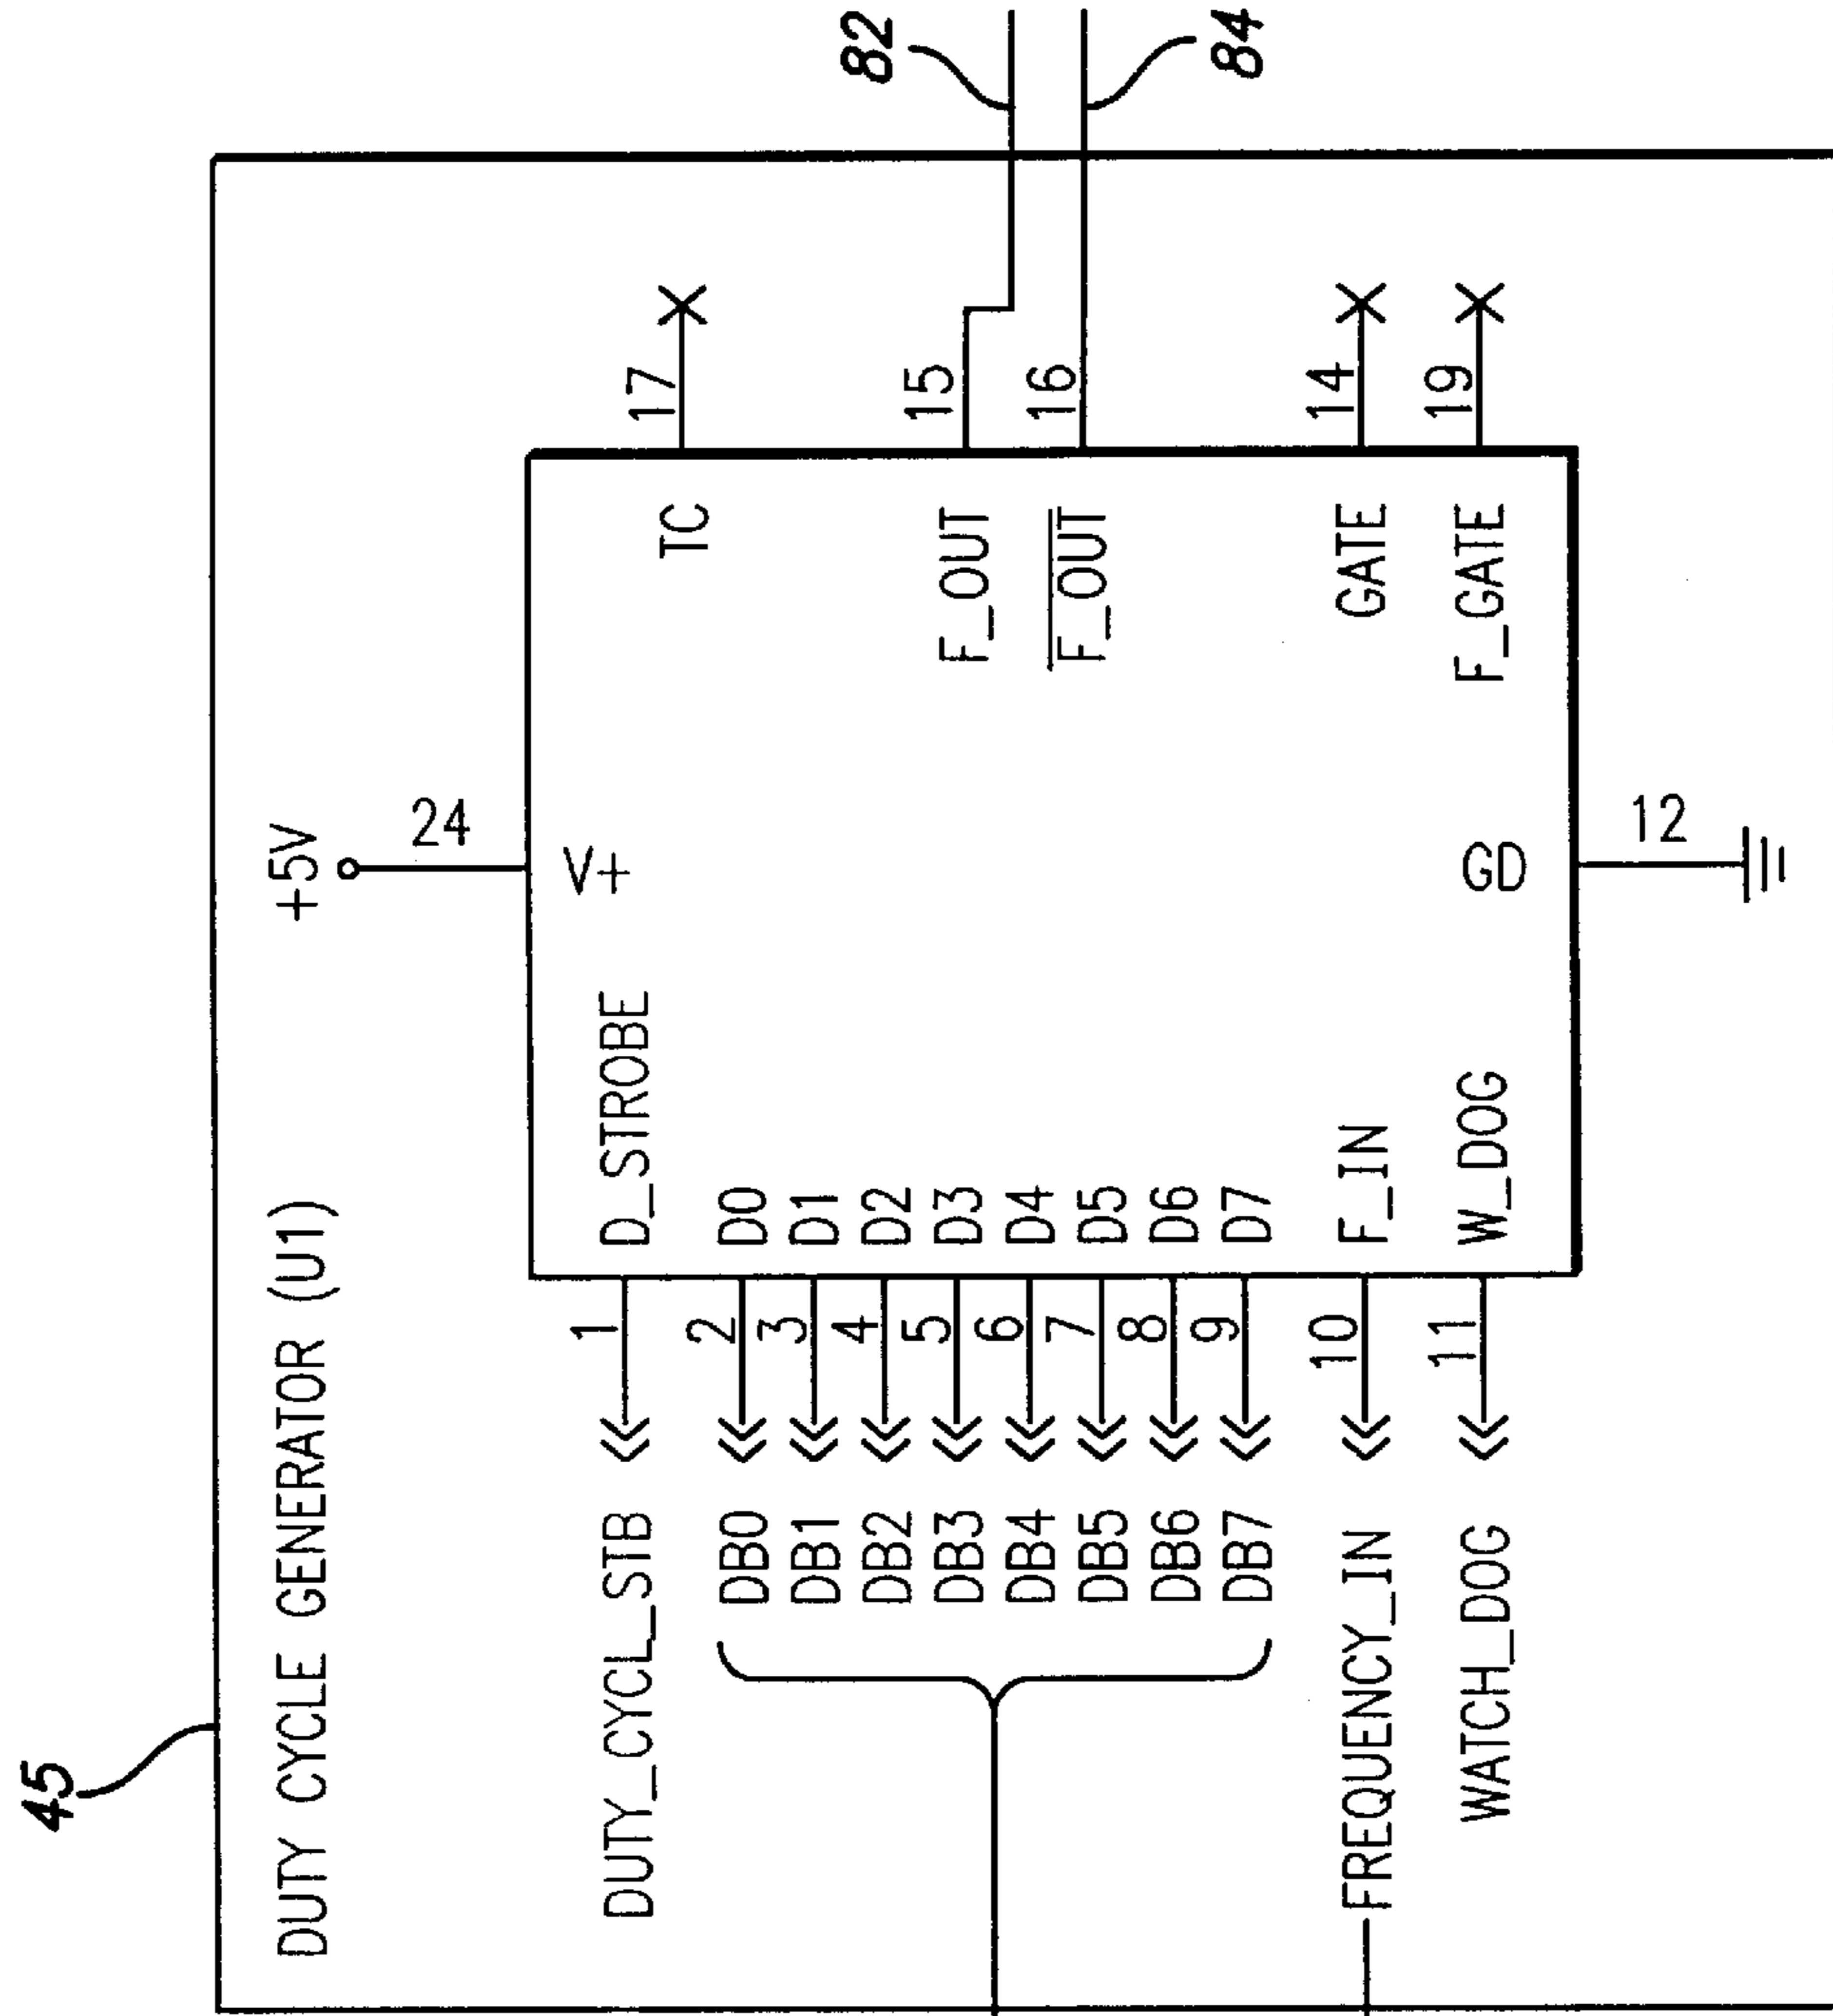 45
DUTY CYCLE GENERATOR (U1)
+5V
24
V+
DUTY_CYCL_STB 1 D_STROBE
TC 17
DB0 2 D0
DB1 3 D1
DB2 4 D2
DB3 5 D3
DB4 6 D4
DB5 7 D5
DB6 8 D6
DB7 9 D7
F_OUT 15
82
F_OUT 16
84
FREQUENCY_IN 10 F_IN
GATE 14
WATCH_DOG 11 W_DOG
GD
F_GATE 19
12